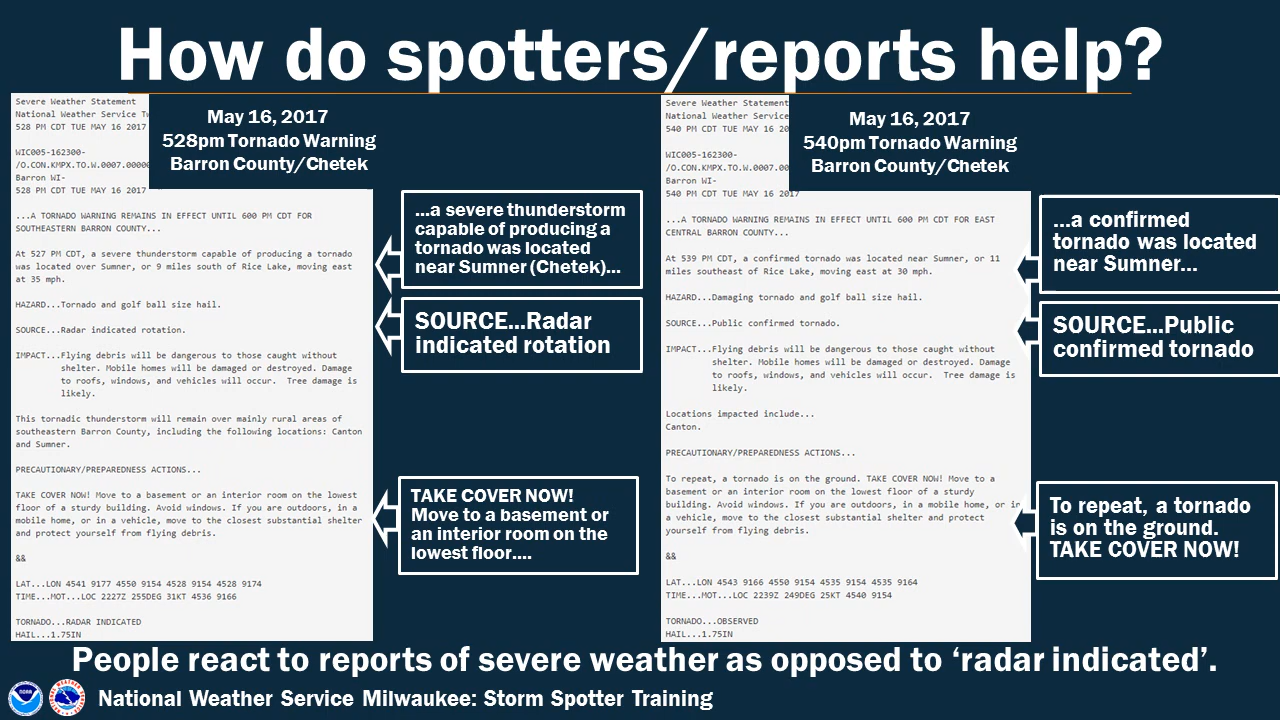 How do spotters/reports help?
Severe Weather Statement
National Weather Service
528 PM CDT TUE MAY 16 2017
WIC005-162300-
/O.CON.KMPX.TO.W.0007.00000
Barron WI-
528 PM CDT TUE MAY 16 2017
May 16, 2017
528pm Tornado Warning
Barron County/Chetek
...A TORNADO WARNING REMAINS IN EFFECT UNTIL 600 PM CDT FOR
SOUTHEASTERN BARRON COUNTY...
At 527 PM CDT, a severe thunderstorm capable of producing a tornado
was located over Sumner, or 9 miles south of Rice Lake, moving east
at 35 mph.
HAZARD...Tornado and golf ball size hail.
SOURCE...Radar indicated rotation.
IMPACT...Flying debris will be dangerous to those caught without
shelter. Mobile homes will be damaged or destroyed. Damage
to roofs, windows, and vehicles will occur.  Tree damage is
likely.
This tornadic thunderstorm will remain over mainly rural areas of
southeastern Barron County, including the following locations: Canton
and Sumner.
PRECAUTIONARY/PREPAREDNESS ACTIONS...
TAKE COVER NOW! Move to a basement or an interior room on the lowest
floor of a sturdy building. Avoid windows. If you are outdoors, in a
mobile home, or in a vehicle, move to the closest substantial shelter
and protect yourself from flying debris.
&&
LAT...LON 4541 9177 4550 9154 4528 9154 4528 9174
TIME...MOT...LOC 2227Z 255DEG 31KT 4536 9166
TORNADO...RADAR INDICATED
HAIL...1.75IN
...a severe thunderstorm
capable of producing a
tornado was located
near Sumner (Chetek)...
SOURCE...Radar
indicated rotation
TAKE COVER NOW!
Move to a basement or
an interior room on the
lowest floor....
Severe Weather Statement
National Weather Service
540 PM CDT TUE MAY 16 20
WIC005-162300-
/O.CON.KMPX.TO.W.0007.00
Barron WI-
540 PM CDT TUE MAY 16 2017
May 16, 2017
540pm Tornado Warning
Barron County/Chetek
...A TORNADO WARNING REMAINS IN EFFECT UNTIL 600 PM CDT FOR EAST
CENTRAL BARRON COUNTY...
At 539 PM CDT, a confirmed tornado was located near Sumner, or 11
miles southeast of Rice Lake, moving east at 30 mph.
HAZARD...Damaging tornado and golf ball size hail.
SOURCE...Public confirmed tornado.
IMPACT...Flying debris will be dangerous to those caught without
shelter. Mobile homes will be damaged or destroyed. Damage
to roofs, windows, and vehicles will occur.  Tree damage is
likely.
Locations impacted include...
Canton.
PRECAUTIONARY/PREPAREDNESS ACTIONS...
To repeat, a tornado is on the ground. TAKE COVER NOW! Move to a
basement or an interior room on the lowest floor of a sturdy
building. Avoid windows. If you are outdoors, in a mobile home, or in
a vehicle, move to the closest substantial shelter and protect
yourself from flying debris.
&&
LAT...LON 4543 9166 4550 9154 4535 9154 4535 9164
TIME...MOT...LOC 2239Z 249DEG 25KT 4540 9154
TORNADO...OBSERVED
HAIL...1.75IN
...a confirmed
tornado was located
near Sumner...
SOURCE...Public
confirmed tornado
To repeat, a tornado
is on the ground.
TAKE COVER NOW!
People react to reports of severe weather as opposed to ‘radar indicated’.
National Weather Service Milwaukee: Storm Spotter Training